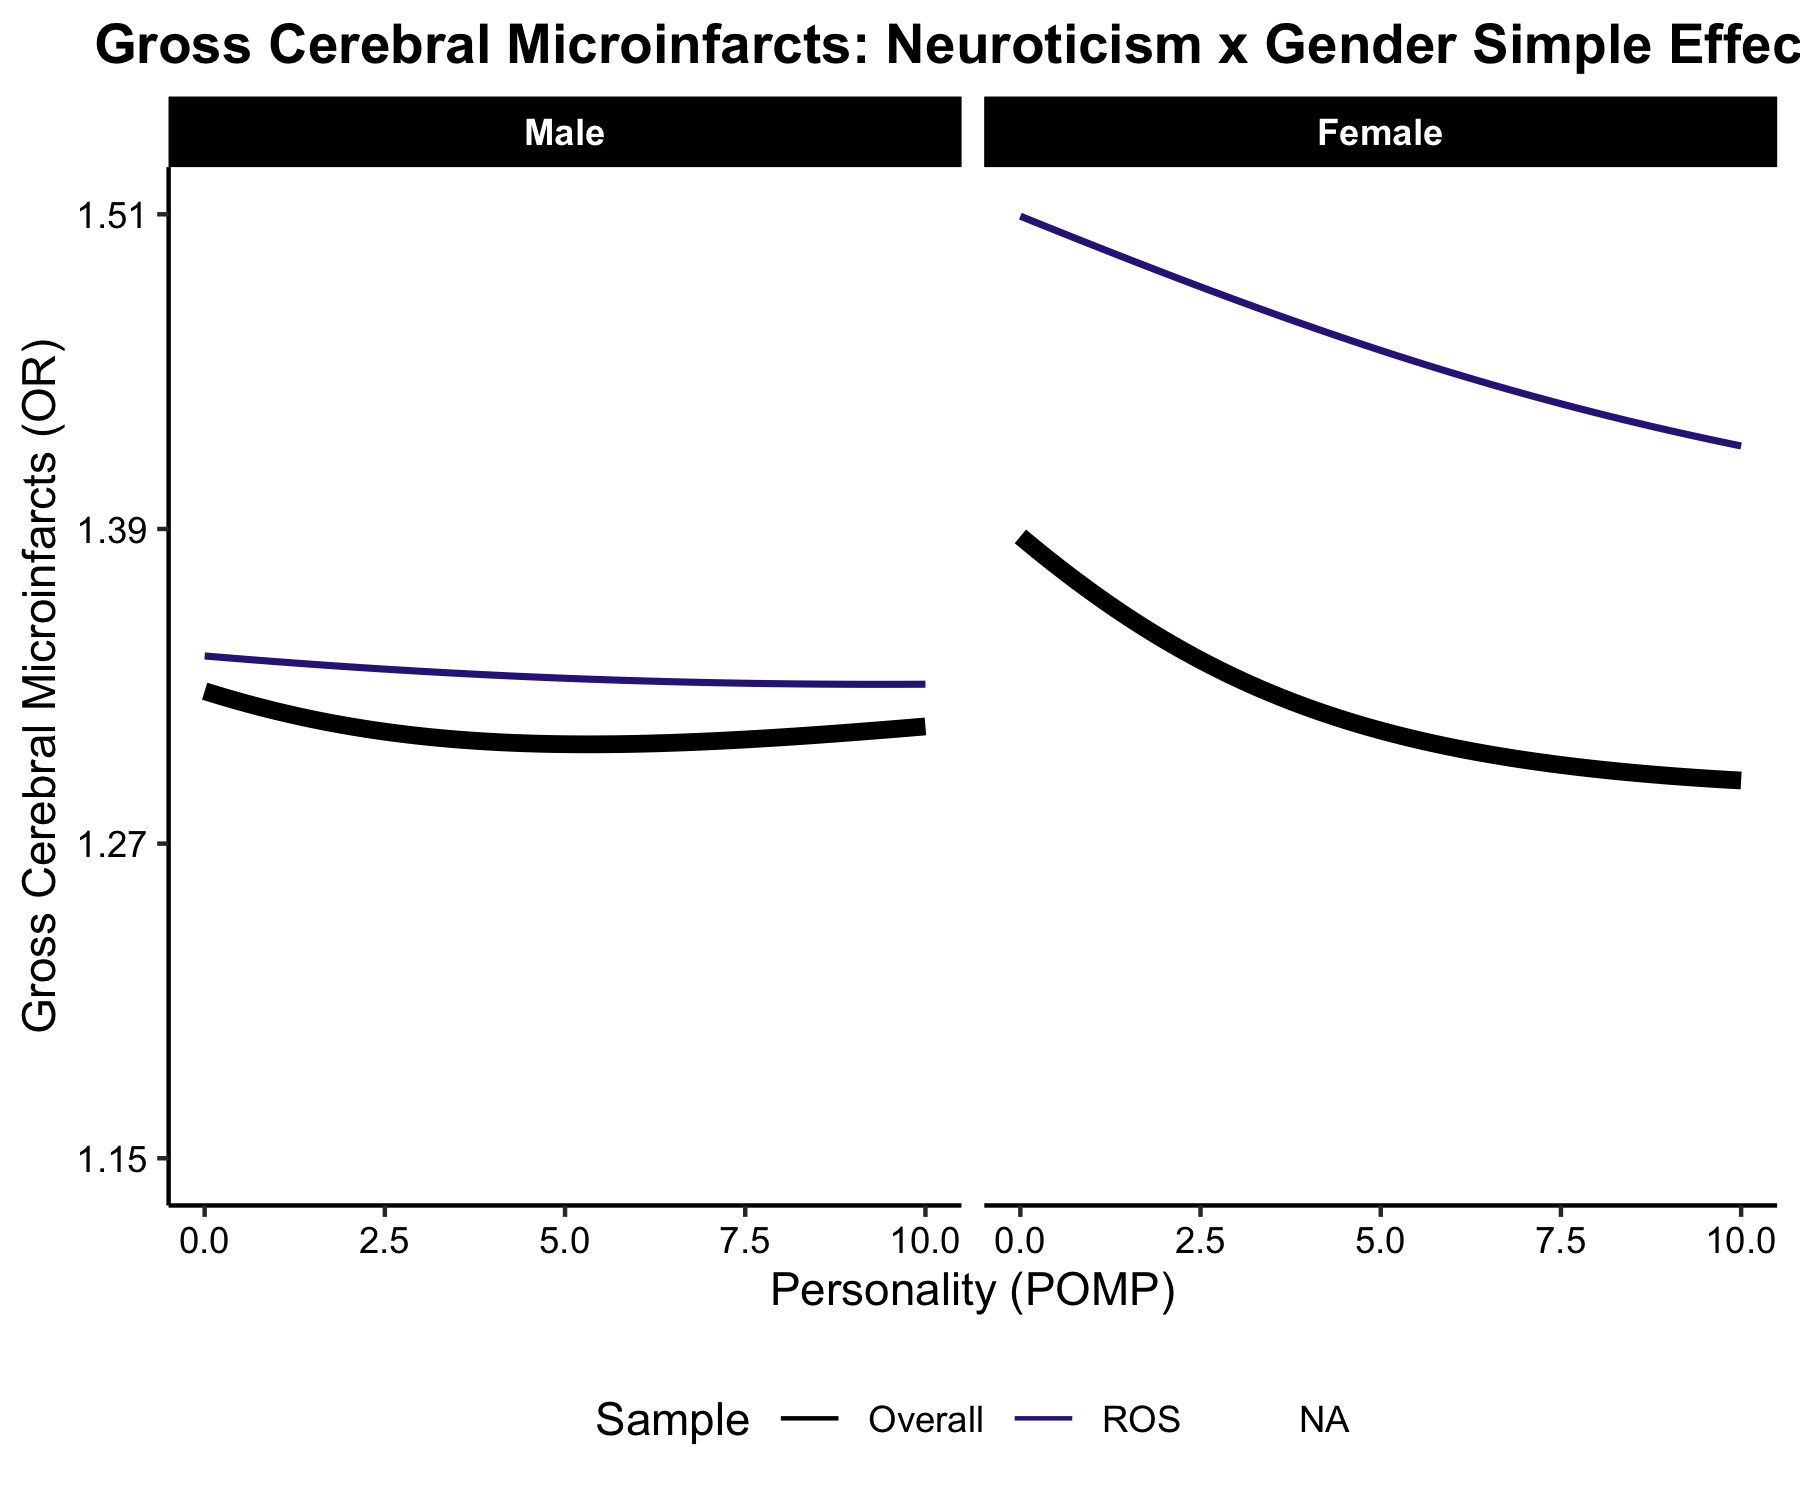 Gross Cerebral Microinfarcts: Neuroticism x Gender Simple Effec
Male
Female
Gross Cerebral Microinfarcts (OR)
1.51
1.39
1.27
1.15
0.0 2.5 5.0 7.5 10.0
0.0 2.5 5.0 7.5 10.0
Personality (POMP)
Sample Overall ROS NA